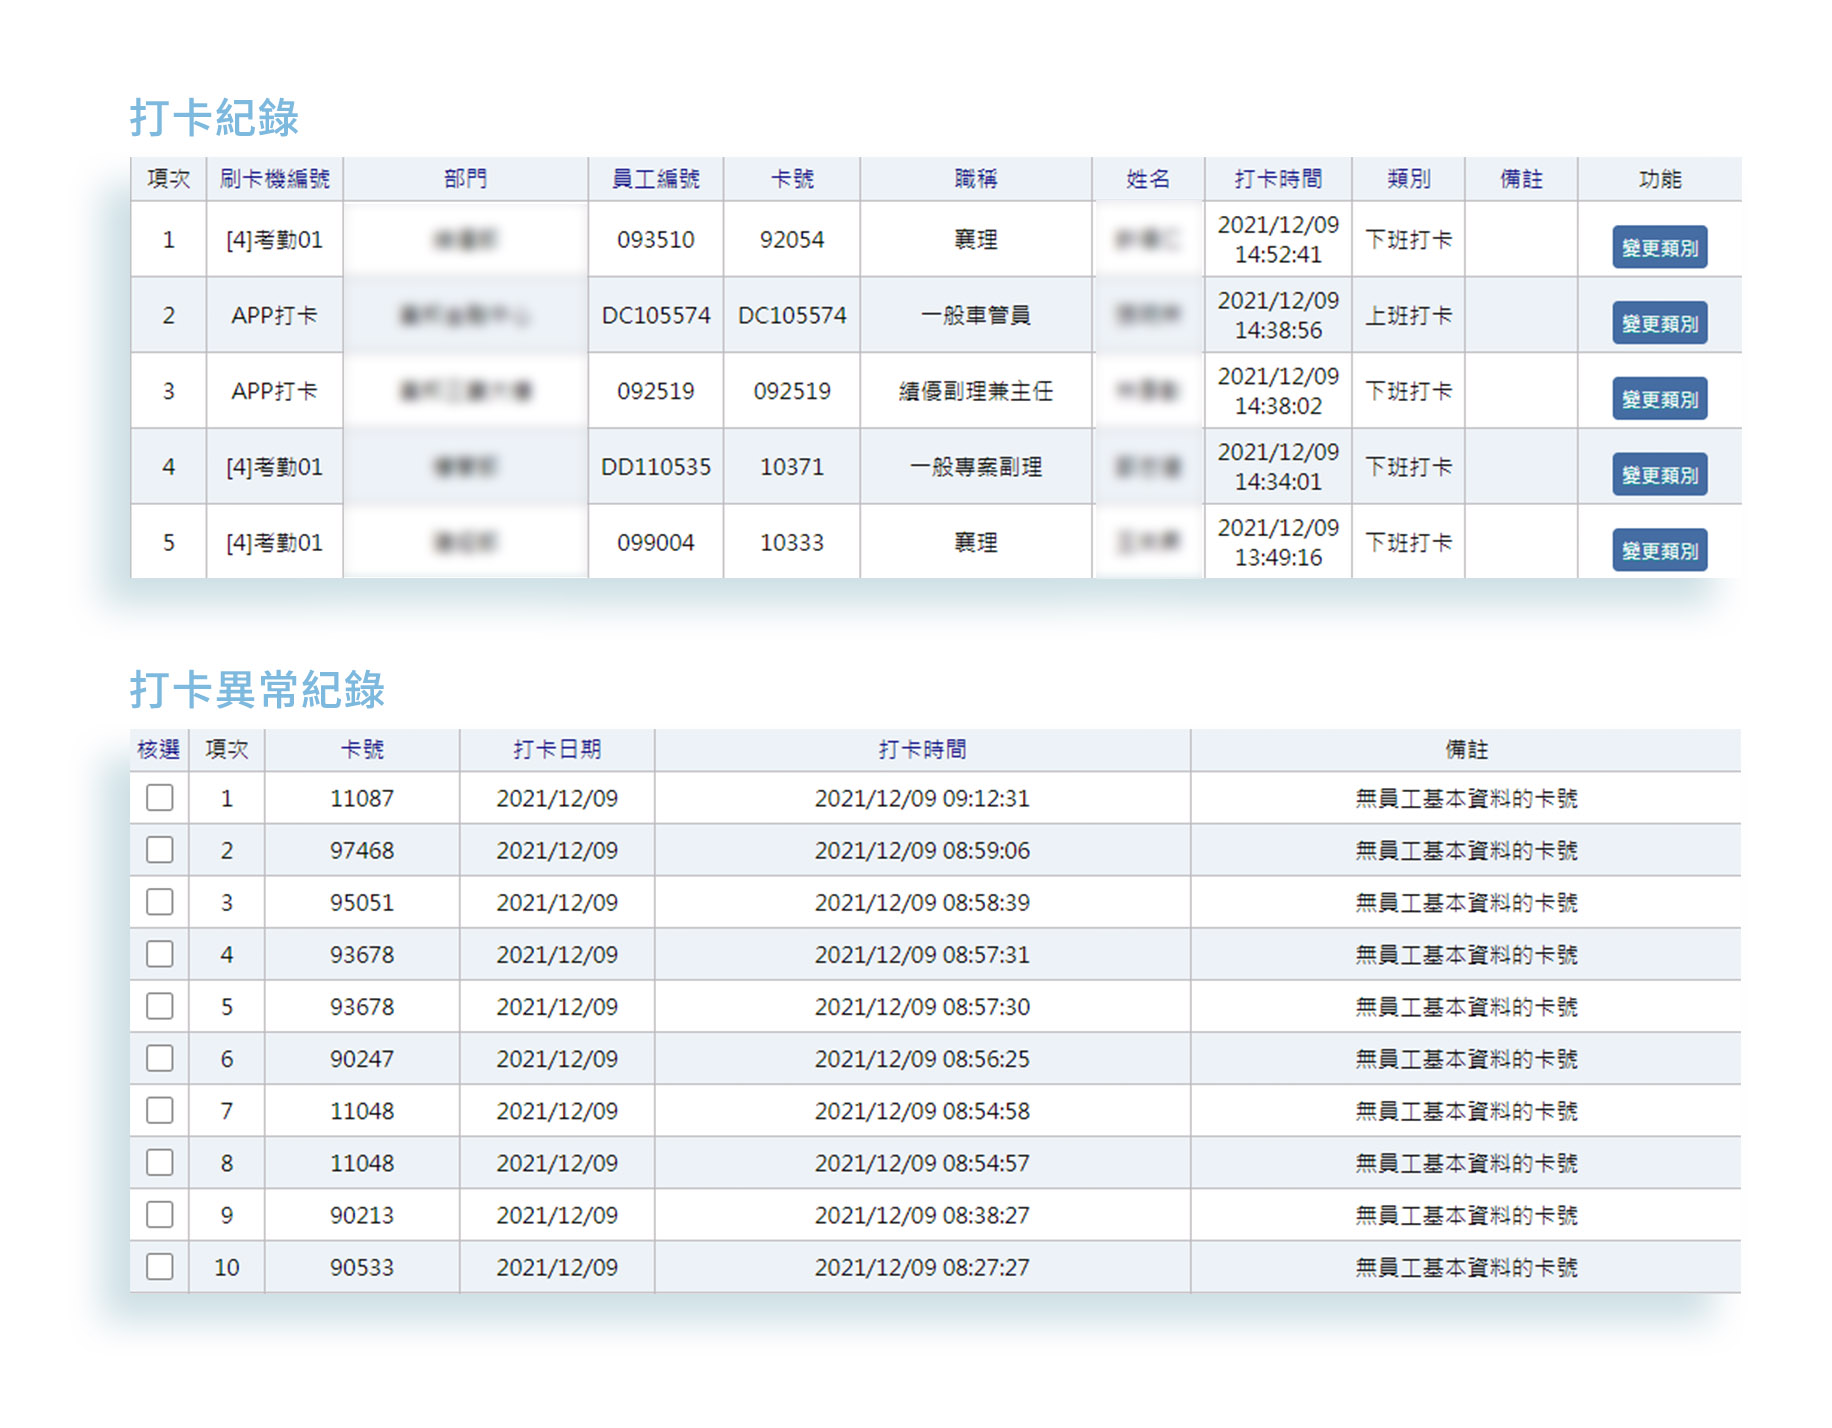 打卡紀錄
項次 刷卡機編號 部門 員工編號 卡號 職稱 姓名 打卡時間 類別 備註 功能
1 [4]考勤01 093510 92054 襄理 2021/12/09 14:52:41 下班打卡 變更類別
2 APP打卡 DC105574 DC105574 一般車管員 2021/12/09 14:38:56 上班打卡 變更類別
3 APP打卡 092519 092519 績優副理兼主任 2021/12/09 14:38:02 下班打卡 變更類別
4 [4]考勤01 DD110535 10371 一般專案副理 2021/12/09 14:34:01 下班打卡 變更類別
5 [4]考勤01 099004 10333 襄理 2021/12/09 13:49:16 下班打卡 變更類別
打卡異常紀錄
核選 項次 卡號 打卡日期 打卡時間 備註
1 11087 2021/12/09 2021/12/09 09:12:31 無員工基本資料的卡號
2 97468 2021/12/09 2021/12/09 08:59:06 無員工基本資料的卡號
3 95051 2021/12/09 2021/12/09 08:58:39 無員工基本資料的卡號
4 93678 2021/12/09 2021/12/09 08:57:31 無員工基本資料的卡號
5 93678 2021/12/09 2021/12/09 08:57:30 無員工基本資料的卡號
6 90247 2021/12/09 2021/12/09 08:56:25 無員工基本資料的卡號
7 11048 2021/12/09 2021/12/09 08:54:58 無員工基本資料的卡號
8 11048 2021/12/09 2021/12/09 08:54:57 無員工基本資料的卡號
9 90213 2021/12/09 2021/12/09 08:38:27 無員工基本資料的卡號
10 90533 2021/12/09 2021/12/09 08:27:27 無員工基本資料的卡號